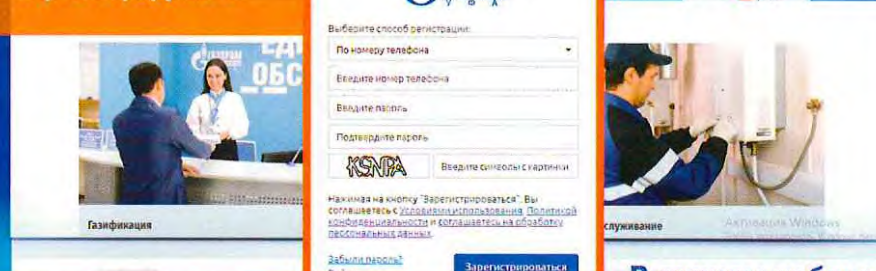 У Ф А
Выберите способ регистрации:
По номеру телефона
Введите номер телефона
Введите пароль
Подтвердите пароль
KSNPA
Введите символы с картинки
Нажимая на кнопку "Зарегистрироваться", Вы
соглашаетесь с Условиями использования, Политикой
конфиденциальности и соглашаетесь на обработку
персональных данных.
Забыли пароль?
Зарегистрироваться
ГАЗПРОМ
ОБС
Газификация
служивание
Активация Windows